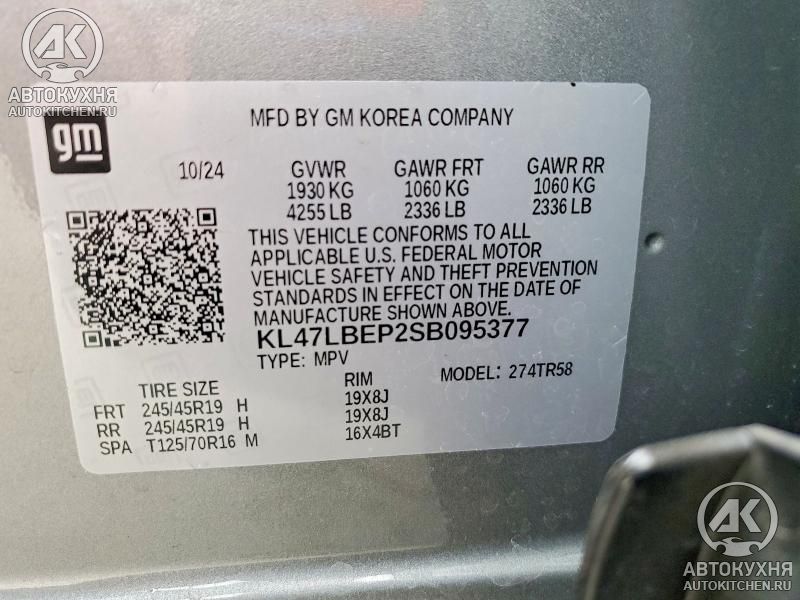 АВТОКУХНЯ
AUTOKITCHEN.RU
gm
MFD BY GM KOREA COMPANY
10/24 GVWR GAWR FRT GAWR RR
1930 KG 1060 KG 1060 KG
4255 LB 2336 LB 2336 LB
THIS VEHICLE CONFORMS TO ALL
APPLICABLE U.S. FEDERAL MOTOR
VEHICLE SAFETY AND THEFT PREVENTION
STANDARDS IN EFFECT ON THE DATE OF
MANUFACTURE SHOWN ABOVE.
KL47LBEP2SB095377
TYPE: MPV MODEL: 274TR58
TIRE SIZE RIM
FRT 245/45R19 H 19X8J
RR 245/45R19 H 19X8J
SPA T125/70R16 M 16X4BT
АВТОКУХНЯ
AUTOKITCHEN.RU